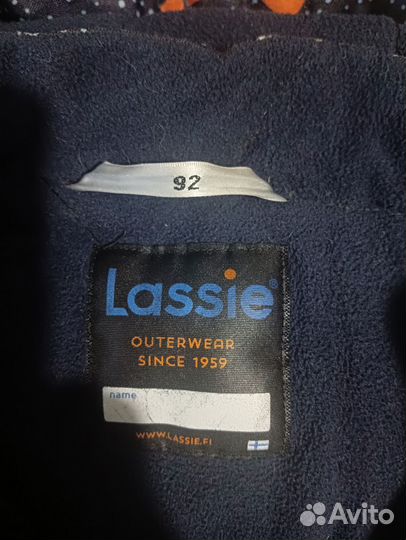 92
Lassie®
OUTERWEAR
SINCE 1959
name
WWW.LASSIE.FI
Avito